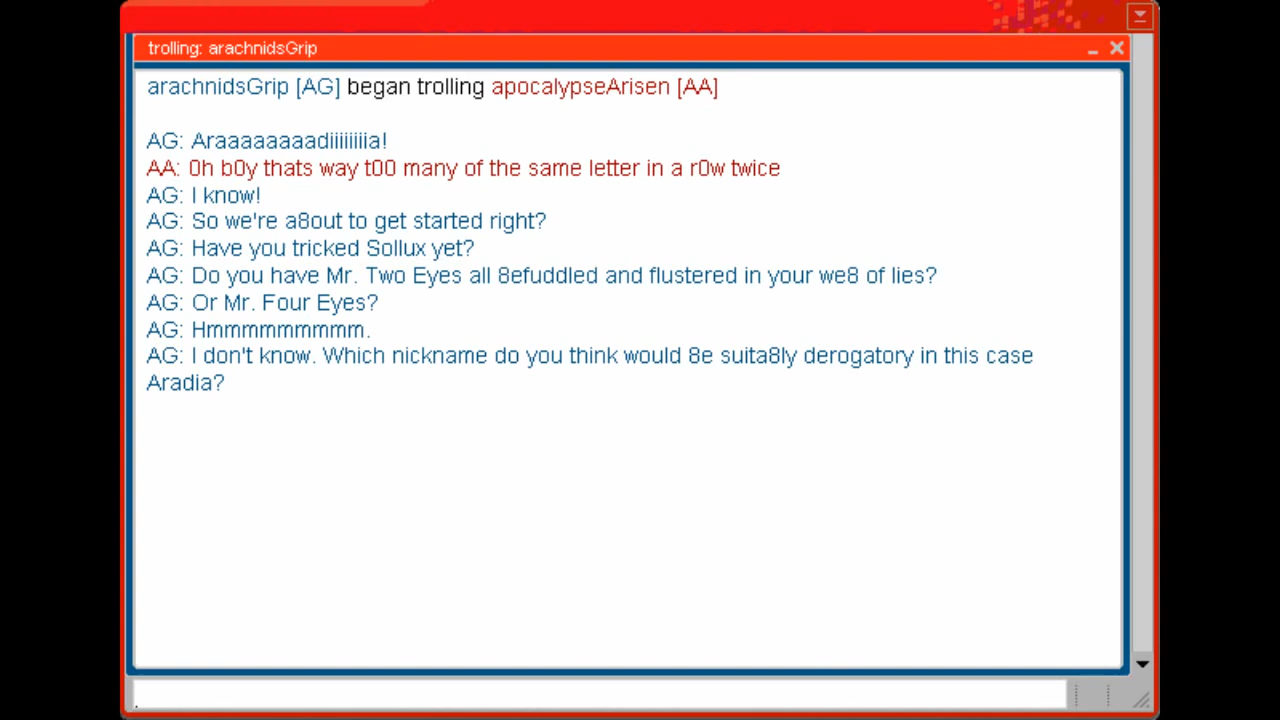 trolling: arachnidsGrip
arachnidsGrip [AG] began trolling apocalypseArisen [AA]
AG: Araaaaaaaadiiiiiiiia!
AA: 0h b0y thats way t00 many of the same letter in a r0w twice
AG: I know!
AG: So we're a8out to get started right?
AG: Have you tricked Sollux yet?
AG: Do you have Mr. Two Eyes all 8efuddled and flustered in your we8 of lies?
AG: Or Mr. Four Eyes?
AG: Hmmmmmmmmm.
AG: I don't know. Which nickname do you think would 8e suita8ly derogatory in this case
Aradia?